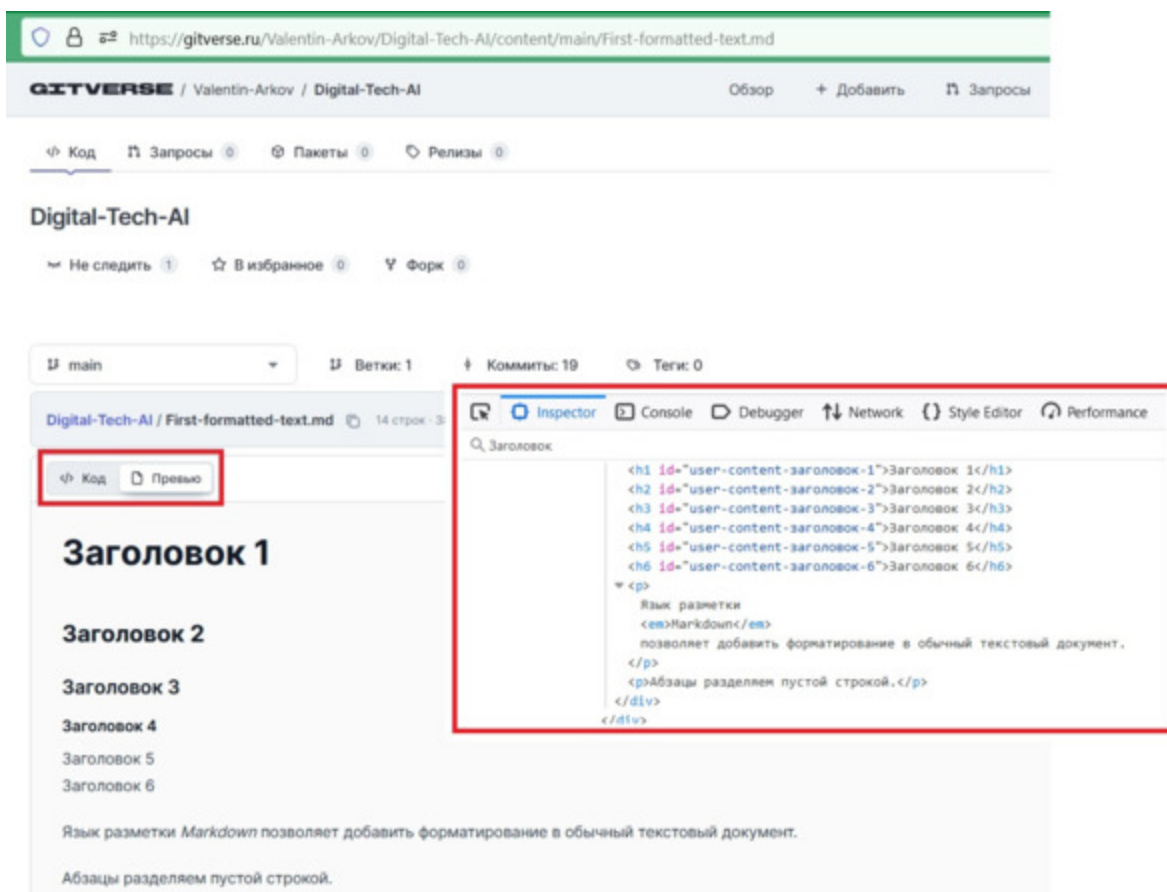 https://gitverse.ru/Valentin-Arkov/Digital-Tech-AI/content/main/First-formatted-text.md
GITVERSE / Valentin-Arkov / Digital-Tech-AI Обзор + Добавить Запросы
</> Код Запросы 0 Пакеты 0 Релизы 0
Digital-Tech-AI
Не следить 1 В избранное 0 Форк 0
main Ветки: 1 Коммиты: 19 Теги: 0
Digital-Tech-AI / First-formatted-text.md 14 строк
</> Код Превью
Заголовок 1
Заголовок 2
Заголовок 3
Заголовок 4
Заголовок 5
Заголовок 6
Язык разметки Markdown позволяет добавить форматирование в обычный текстовый документ.
Абзацы разделяем пустой строкой.
Inspector Console Debugger Network {} Style Editor Performance
Заголовок
<h1 id="user-content-заголовок-1">Заголовок 1</h1>
<h2 id="user-content-заголовок-2">Заголовок 2</h2>
<h3 id="user-content-заголовок-3">Заголовок 3</h3>
<h4 id="user-content-заголовок-4">Заголовок 4</h4>
<h5 id="user-content-заголовок-5">Заголовок 5</h5>
<h6 id="user-content-заголовок-6">Заголовок 6</h6>
<p>
Язык разметки
<em>Markdown</em>
позволяет добавить форматирование в обычный текстовый документ.
</p>
<p>Абзацы разделяем пустой строкой.</p>
</div>
</div>